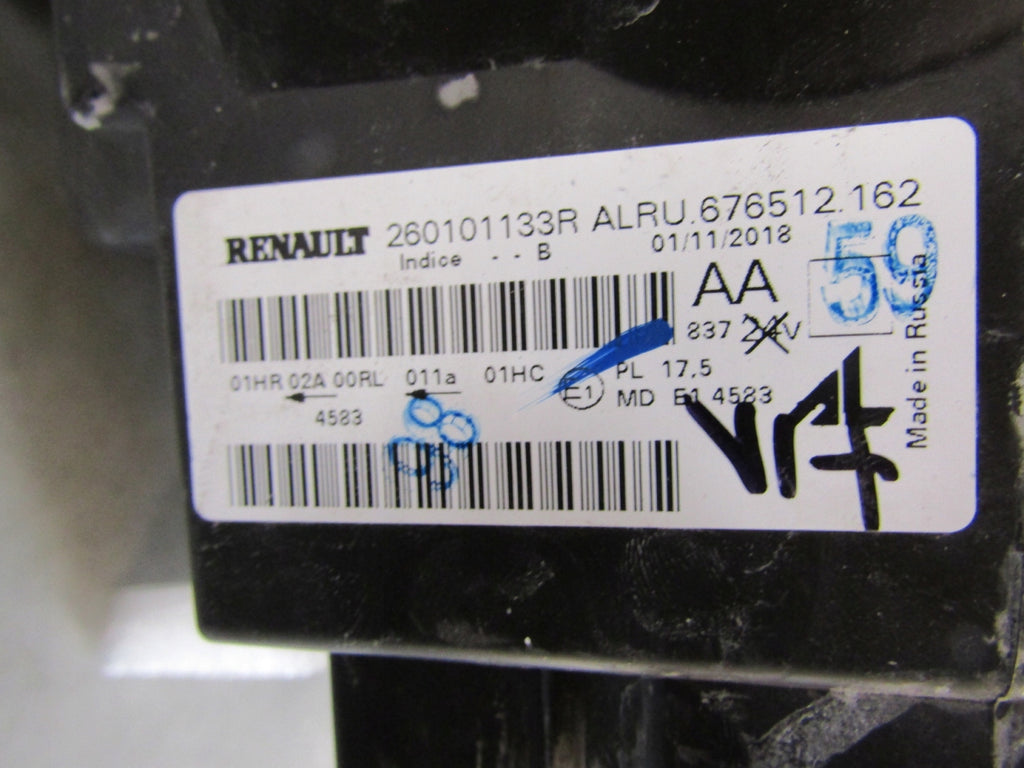 RENAULT 260101133R ALRU.676512.162
Indice - - B 01/11/2018
AA
59
837 24V
01HR 02A 00RL 011a 01HC E1 PL 17.5
4583 MD E1 4583
Made in Russia